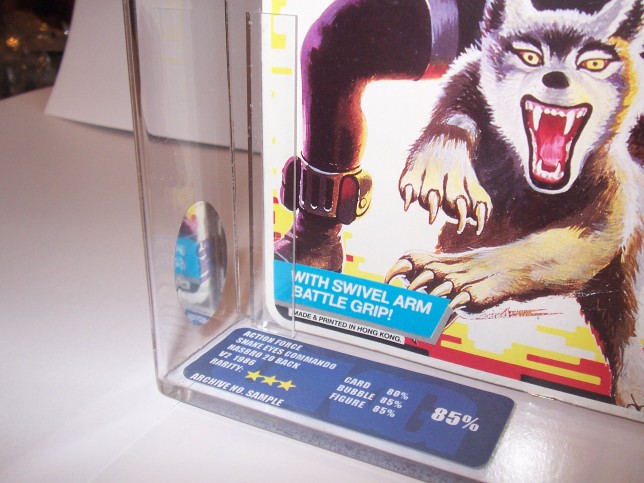 WITH SWIVEL ARM
BATTLE GRIP!
MADE & PRINTED IN HONG KONG.
ACTION FORCE
SNAKE EYES COMMANDO
HASBRO 20 BACK
V2 1986
RARITY:
ARCHIVE NO. SAMPLE
CARD 80%
BUBBLE 85%
FIGURE 85%
85%